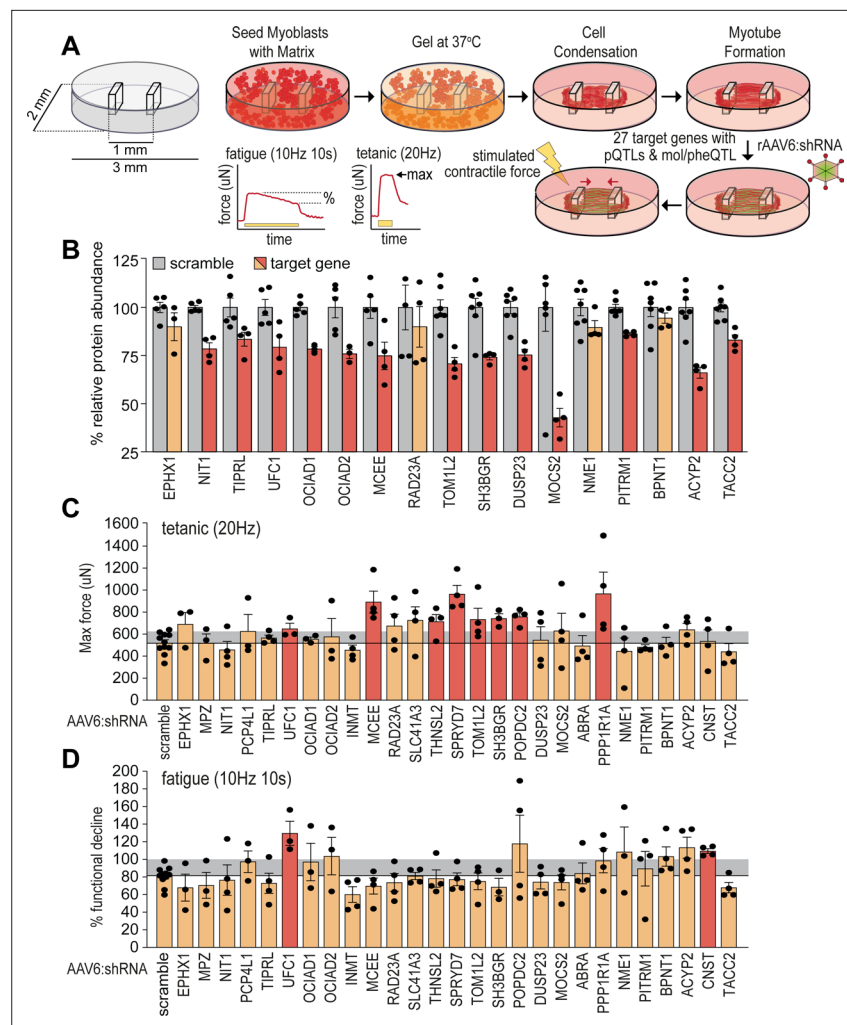 A
Seed Myoblasts
with Matrix
Gel at 37ºC
Cell
Condensation
Myotube
Formation
2 mm
1 mm
3 mm
fatigue (10Hz 10s)
force (uN)
%
time
tetanic (20Hz)
force (uN)
max
time
stimulated
contractile force
27 target genes with
pQTLs & mol/pheQTL
rAAV6:shRNA
B
scramble
target gene
% relative protein abundance
125
100
75
50
25
EPHX1
NIT1
TIPRL
UFC1
OCIAD1
OCIAD2
MCEE
RAD23A
TOM1L2
SH3BGR
DUSP23
MOCS2
NME1
PITRM1
BPNT1
ACYP2
TACC2
C
tetanic (20Hz)
Max force (uN)
1600
1400
1200
1000
800
600
400
200
0
AAV6:shRNA
scramble
EPHX1
MPZ
NIT1
PCP4L1
TIPRL
UFC1
OCIAD1
OCIAD2
INMT
MCEE
RAD23A
SLC41A3
THNSL2
SPRYD7
TOM1L2
SH3BGR
POPDC2
DUSP23
MOCS2
ABRA
PPP1R1A
NME1
PITRM1
BPNT1
ACYP2
CNST
TACC2
D
fatigue (10Hz 10s)
% functional decline
200
180
160
140
120
100
80
60
40
20
0
AAV6:shRNA
scramble
EPHX1
MPZ
NIT1
PCP4L1
TIPRL
UFC1
OCIAD1
OCIAD2
INMT
MCEE
RAD23A
SLC41A3
THNSL2
SPRYD7
TOM1L2
SH3BGR
POPDC2
DUSP23
MOCS2
ABRA
PPP1R1A
NME1
PITRM1
BPNT1
ACYP2
CNST
TACC2